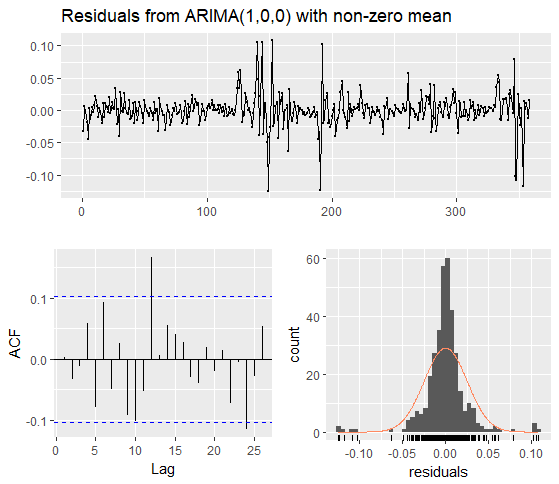 Residuals from ARIMA(1,0,0) with non-zero mean
0.10
0.05
0.00
-0.05
-0.10
0 100 200 300
ACF
0.1
0.0
-0.1
0 5 10 15 20 25
Lag
count
60
40
20
0
-0.10 -0.05 0.00 0.05 0.10
residuals